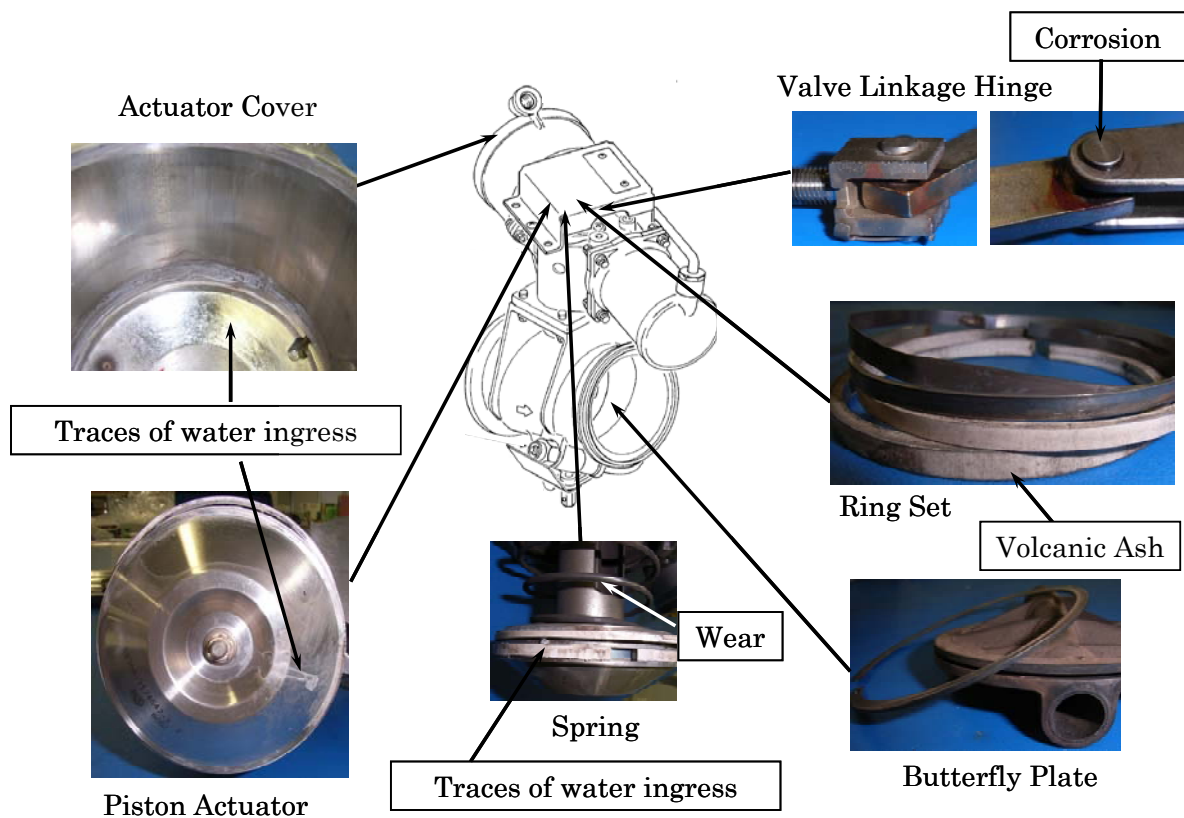 Corrosion
Valve Linkage Hinge
Actuator Cover
Traces of water ingress
Ring Set
Volcanic Ash
Wear
Spring
Traces of water ingress
Butterfly Plate
Piston Actuator